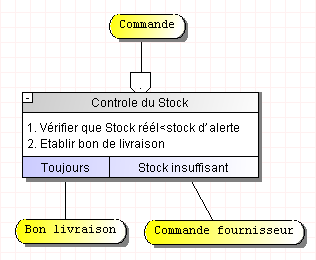 Commande
Controle du Stock
1. Vérifier que Stock réél<stock d'alerte
2. Etablir bon de livraison
Toujours
Stock insuffisant
Bon livraison
Commande fournisseur